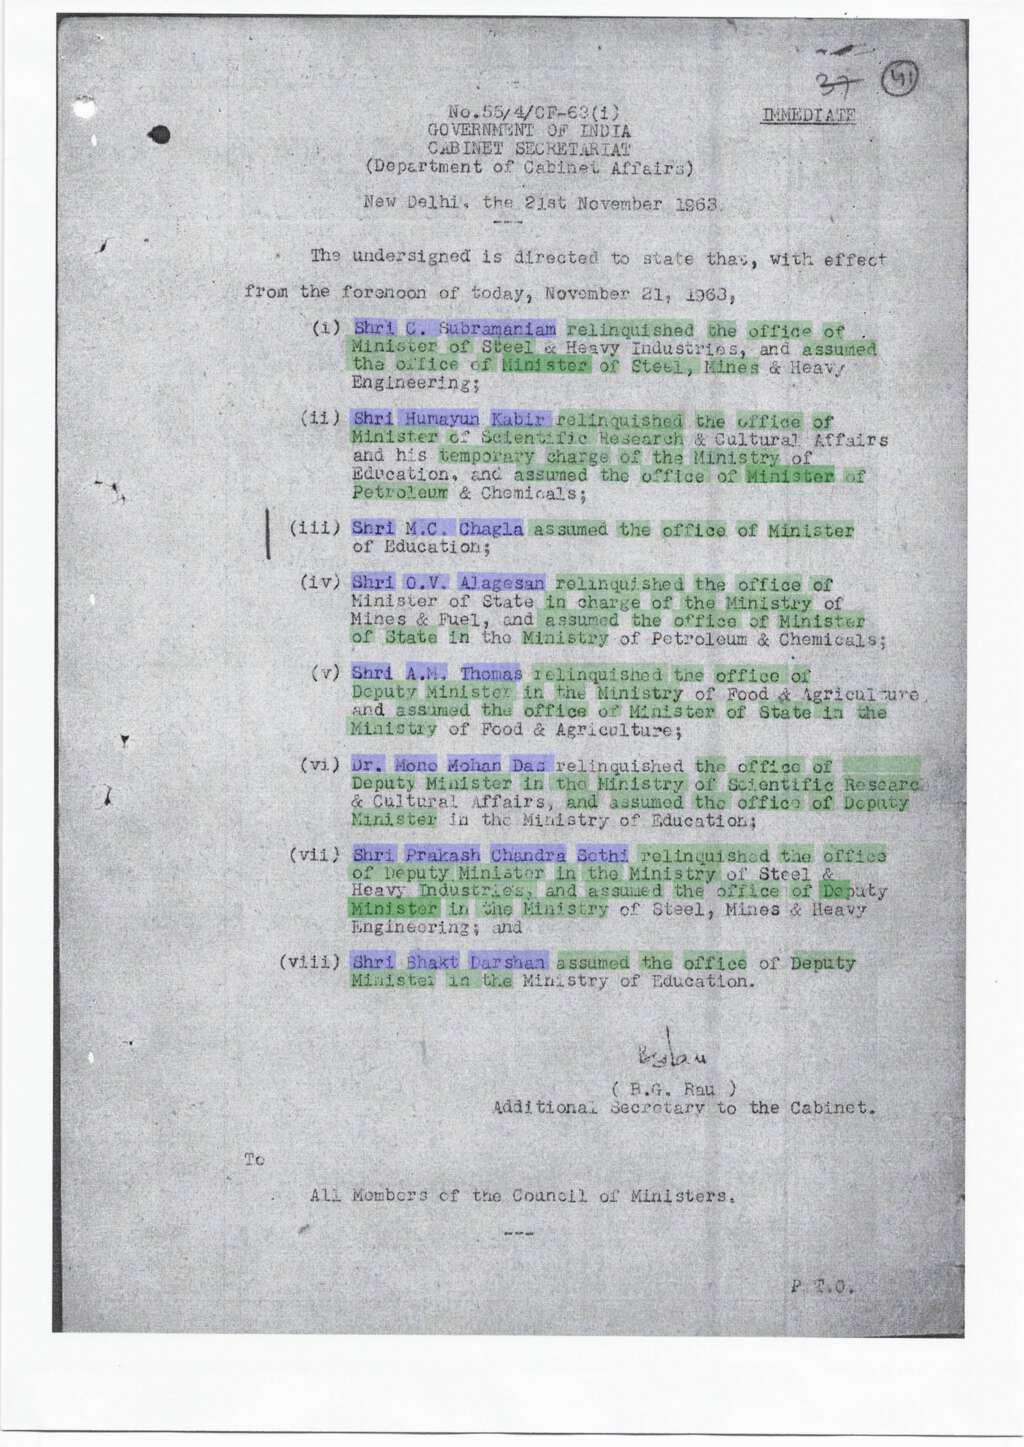 37 41
No.55/4/CF-63(i) IMMEDIATE
GOVERNMENT OF INDIA
CABINET SECRETARIAT
(Department of Cabinet Affairs)
New Delhi, the 21st November 1963.
The undersigned is directed to state that, with effect
from the forenoon of today, November 21, 1963,
(i) Shri C. Subramaniam relinquished the office of
Minister of Steel & Heavy Industries, and assumed
the office of Minister of Steel, Mines & Heavy
Engineering;
(ii) Shri Humayun Kabir relinquished the office of
Minister of Scientific Research & Cultural Affairs
and his temporary charge of the Ministry of
Education, and assumed the office of Minister of
Petroleum & Chemicals;
(iii) Shri M.C. Chagla assumed the office of Minister
of Education;
(iv) Shri O.V. Alagesan relinquished the office of
Minister of State in charge of the Ministry of
Mines & Fuel, and assumed the office of Minister
of State in the Ministry of Petroleum & Chemicals;
(v) Shri A.M. Thomas relinquished the office of
Deputy Minister in the Ministry of Food & Agriculture,
and assumed the office of Minister of State in the
Ministry of Food & Agriculture;
(vi) Dr. Mono Mohan Das relinquished the office of
Deputy Minister in the Ministry of Scientific Researc
& Cultural Affairs, and assumed the office of Deputy
Minister in the Ministry of Education;
(vii) Shri Prakash Chandra Sethi relinquished the office
of Deputy Minister in the Ministry of Steel &
Heavy Industries, and assumed the office of Deputy
Minister in the Ministry of Steel, Mines & Heavy
Engineering; and
(viii) Shri Bhakt Darshan assumed the office of Deputy
Minister in the Ministry of Education.
( B.G. Rau )
Additional Secretary to the Cabinet.
To
All Members of the Council of Ministers.
P.T.O.